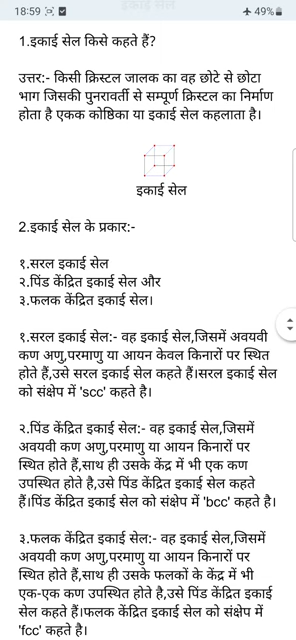 18:59
49%
इकाई सेल
1.इकाई सेल किसे कहते हैं?
उत्तर:- किसी क्रिस्टल जालक का वह छोटे से छोटा
भाग जिसकी पुनरावर्ती से सम्पूर्ण क्रिस्टल का निर्माण
होता है एकक कोष्ठिका या इकाई सेल कहलाता है।
इकाई सेल
2.इकाई सेल के प्रकार:-
१.सरल इकाई सेल
२.पिंड केंद्रित इकाई सेल और
३.फलक केंद्रित इकाई सेल।
१.सरल इकाई सेल:- वह इकाई सेल,जिसमें अवयवी
कण अणु,परमाणु या आयन केवल किनारों पर स्थित
होते हैं,उसे सरल इकाई सेल कहते हैं।सरल इकाई सेल
को संक्षेप में 'scc' कहते है।
२.पिंड केंद्रित इकाई सेल:- वह इकाई सेल,जिसमें
अवयवी कण अणु,परमाणु या आयन किनारों पर
स्थित होते हैं,साथ ही उसके केंद्र में भी एक कण
उपस्थित होते है,उसे पिंड केंद्रित इकाई सेल कहते
हैं।पिंड केंद्रित इकाई सेल को संक्षेप में 'bcc' कहते है।
३.फलक केंद्रित इकाई सेल:- वह इकाई सेल,जिसमें
अवयवी कण अणु,परमाणु या आयन किनारों पर
स्थित होते हैं,साथ ही उसके फलकों के केंद्र में भी
एक-एक कण उपस्थित होते है,उसे पिंड केंद्रित इकाई
सेल कहते हैं।फलक केंद्रित इकाई सेल को संक्षेप में
'fcc' कहते है।